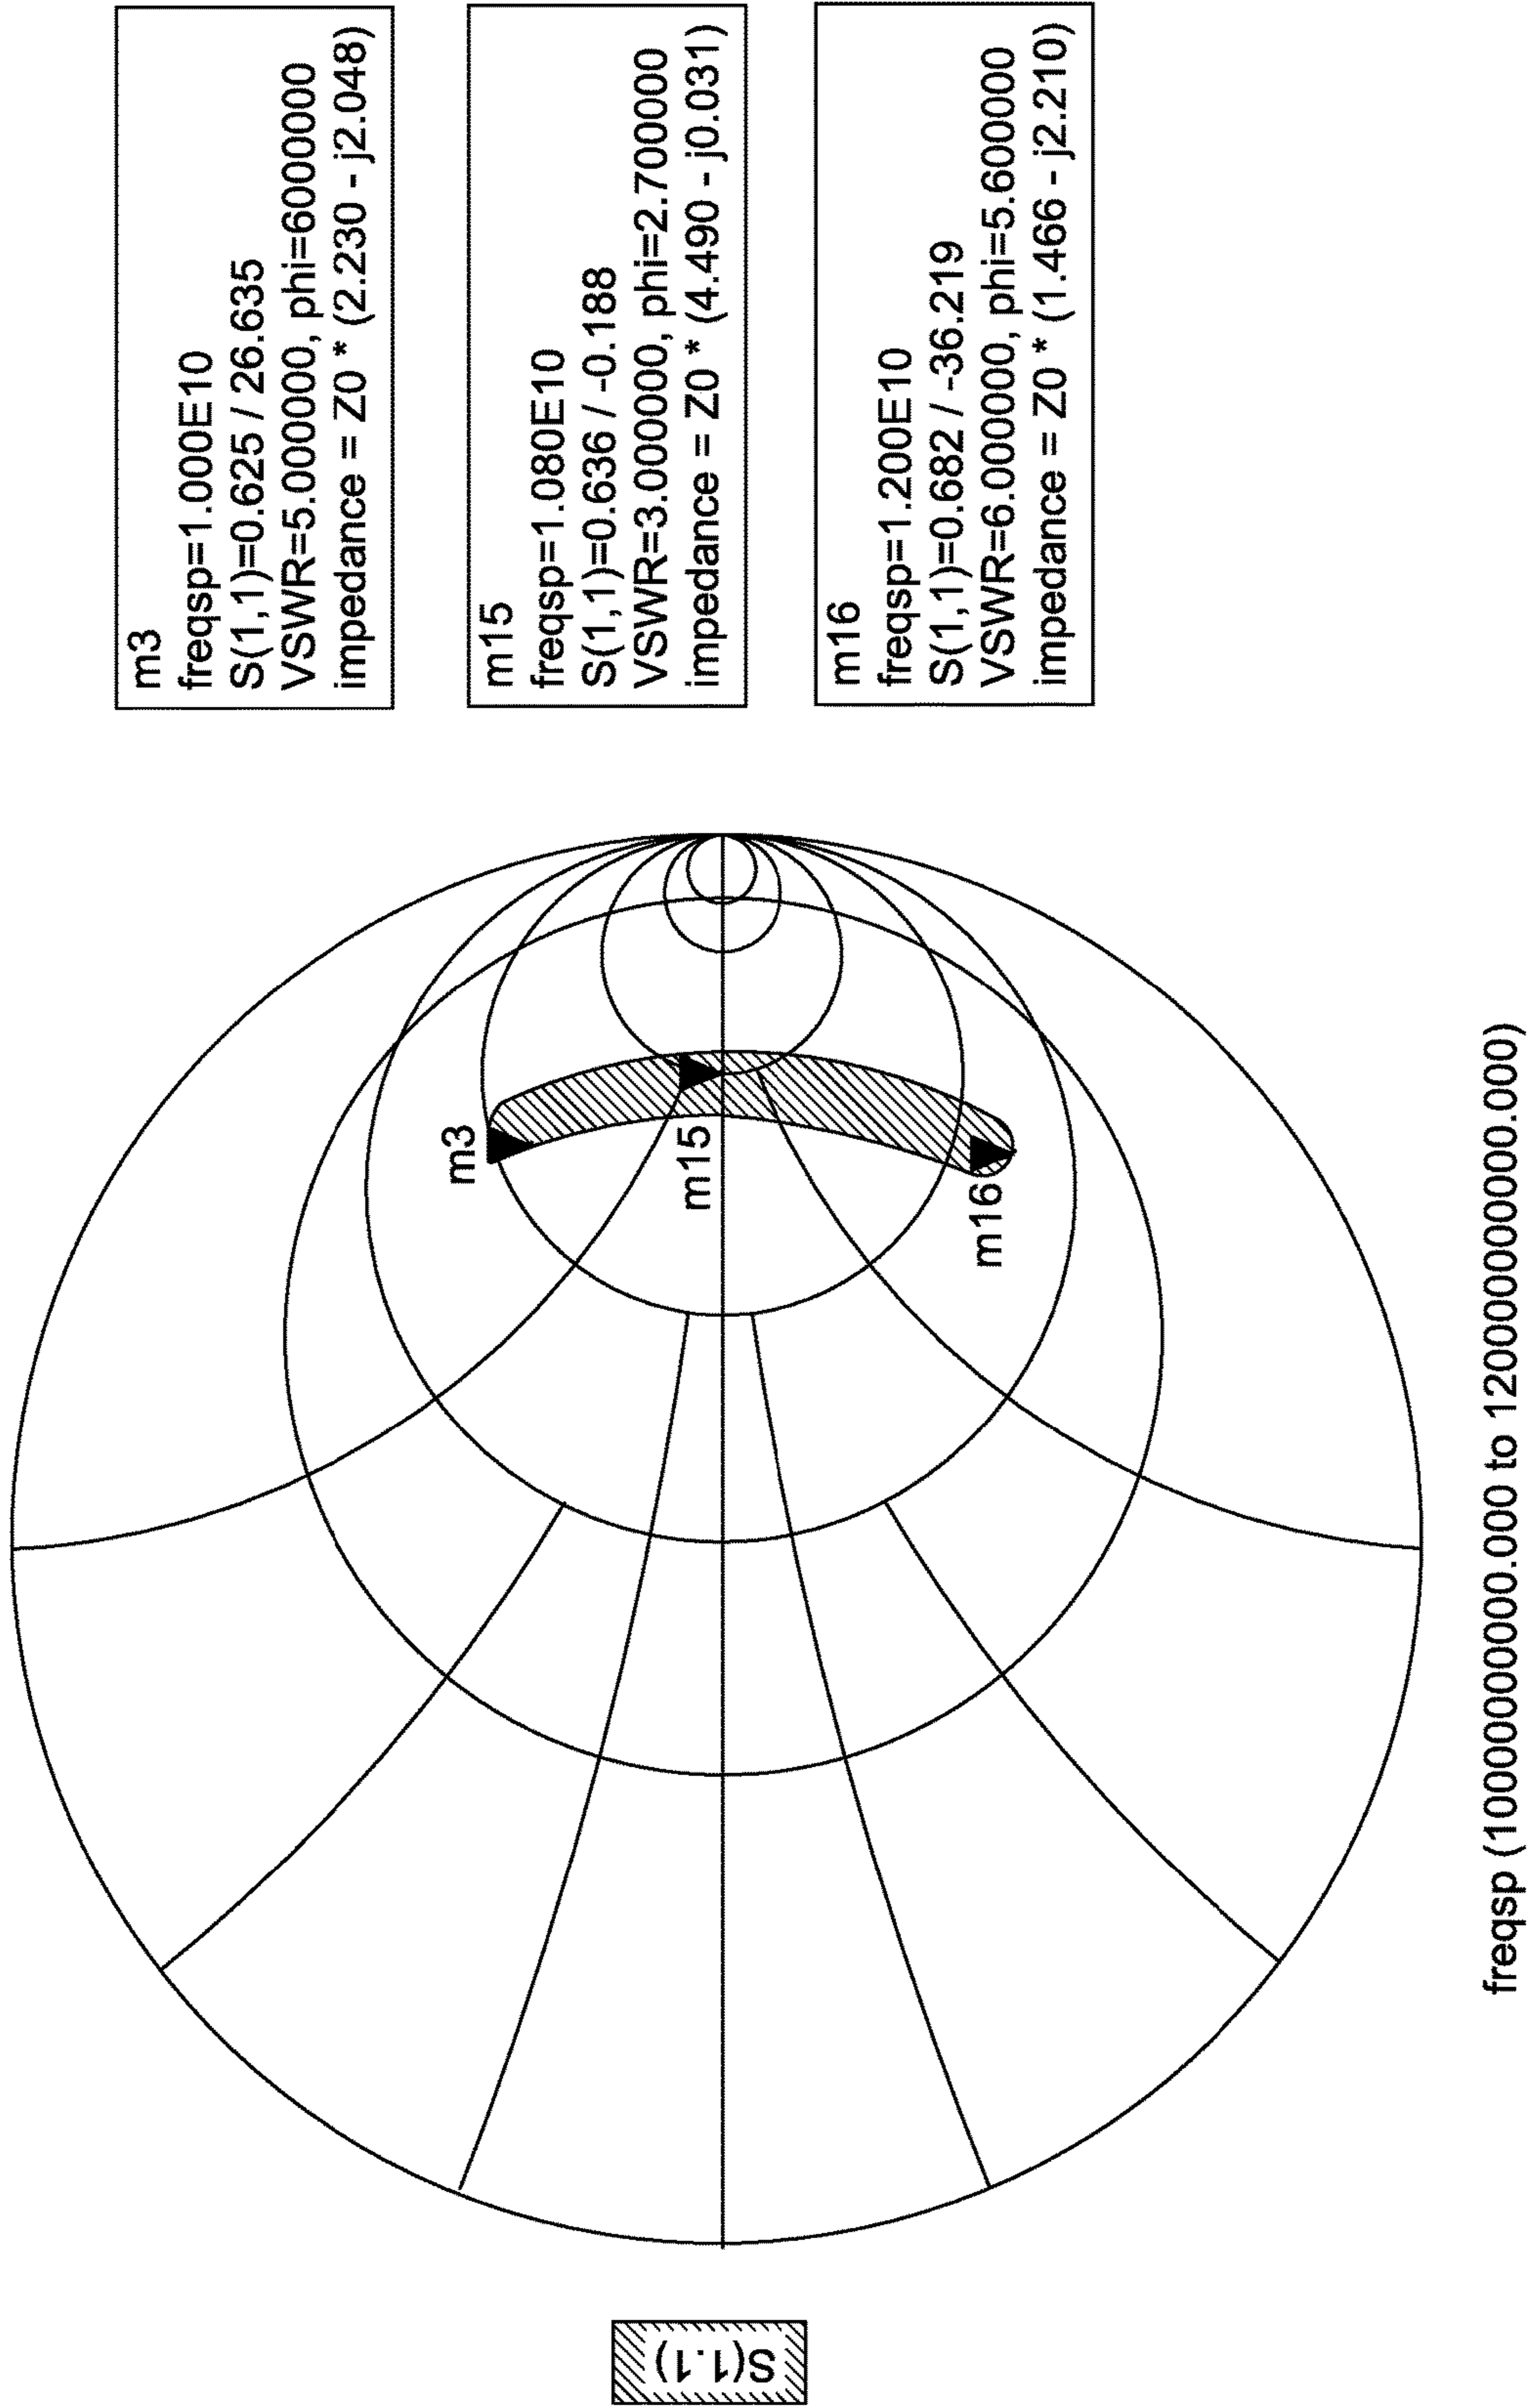 m3
freqsp=1.000E10
S(1,1)=0.625 / 26.635
VSWR=5.000000, phi=6000000
impedance = Z0 * (2.230 - j2.048)
m15
freqsp=1.080E10
S(1,1)=0.636 / -0.188
VSWR=3.000000, phi=2.700000
impedance = Z0 * (4.490 - j0.031)
m16
freqsp=1.200E10
S(1,1)=0.682 / -36.219
VSWR=6.000000, phi=5.600000
impedance = Z0 * (1.466 - j2.210)
m3
m15
m16
S(1.1)
freqsp (10000000000.000 to 12000000000.000)